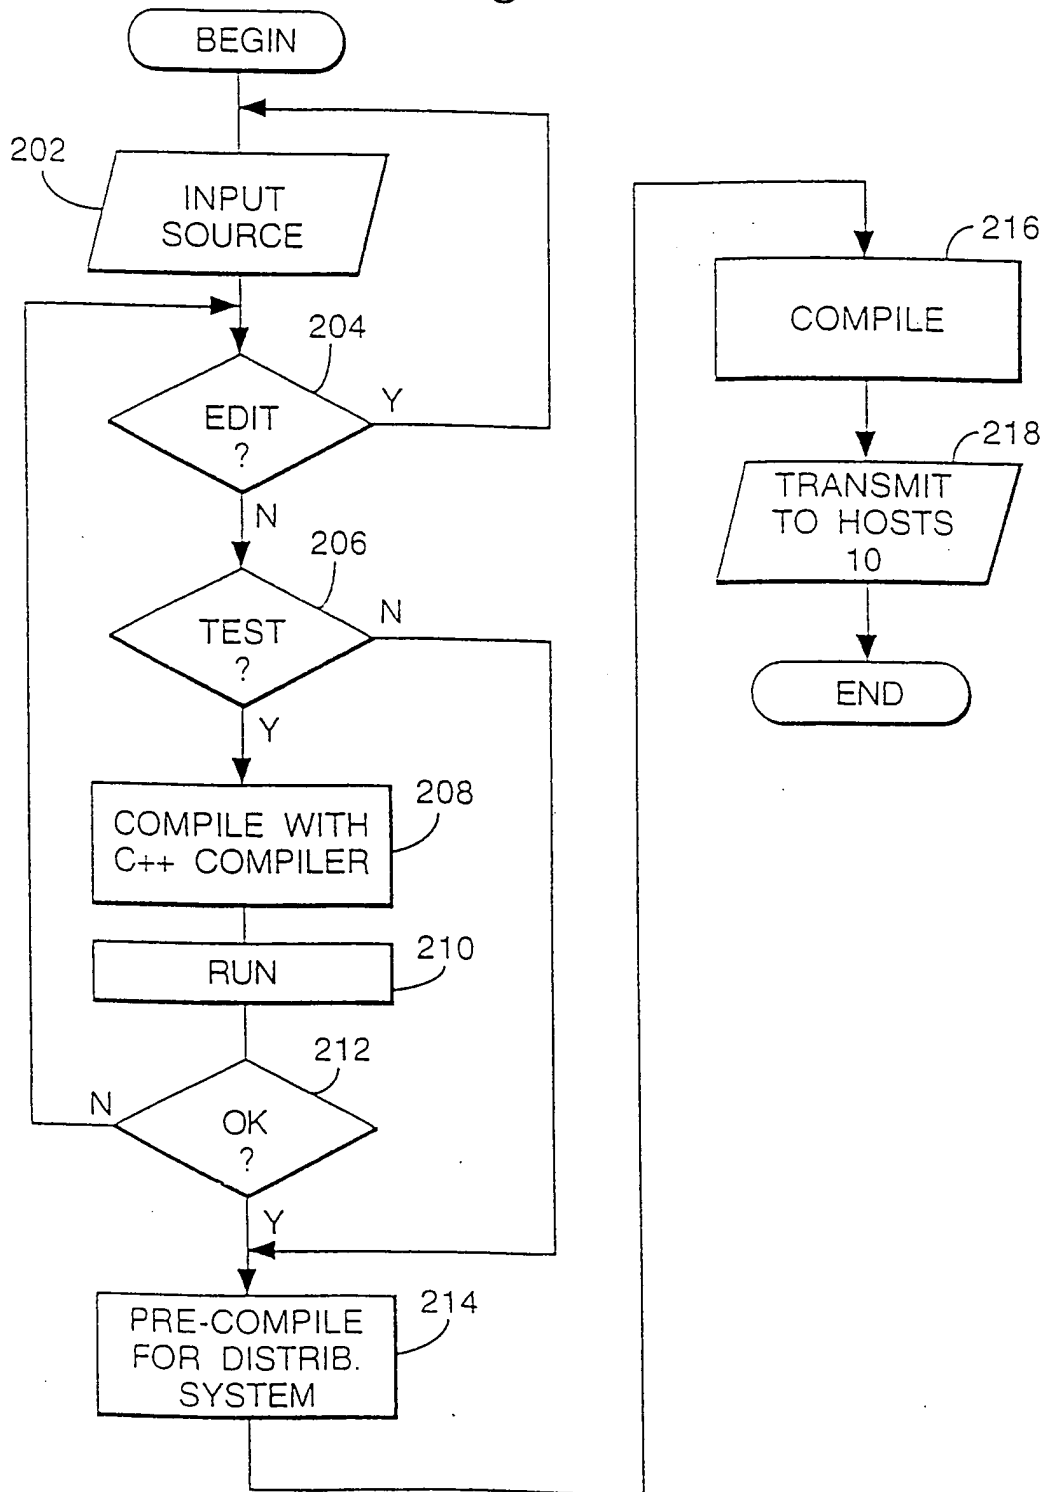 BEGIN
202
INPUT
SOURCE
204
EDIT
?
Y
N
206
TEST
?
N
Y
208
COMPILE WITH
C++ COMPILER
210
RUN
212
OK
?
N
Y
214
PRE-COMPILE
FOR DISTRIB.
SYSTEM
216
COMPILE
218
TRANSMIT
TO HOSTS
10
END